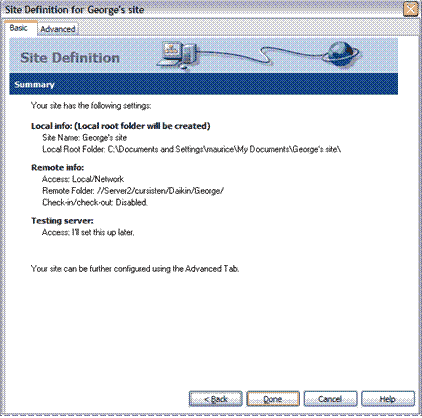 Site Definition for George's site
Basic
Advanced
Site Definition
Summary
Your site has the following settings:
Local info: (Local root folder will be created)
Site Name: George's site
Local Root Folder: C:\Documents and Settings\maurice\My Documents\George's site\
Remote info:
Access: Local/Network
Remote Folder: //Server2/cursisten/Daikin/George/
Check-in/check-out: Disabled.
Testing server:
Access: I'll set this up later.
Your site can be further configured using the Advanced Tab.
< Back
Done
Cancel
Help